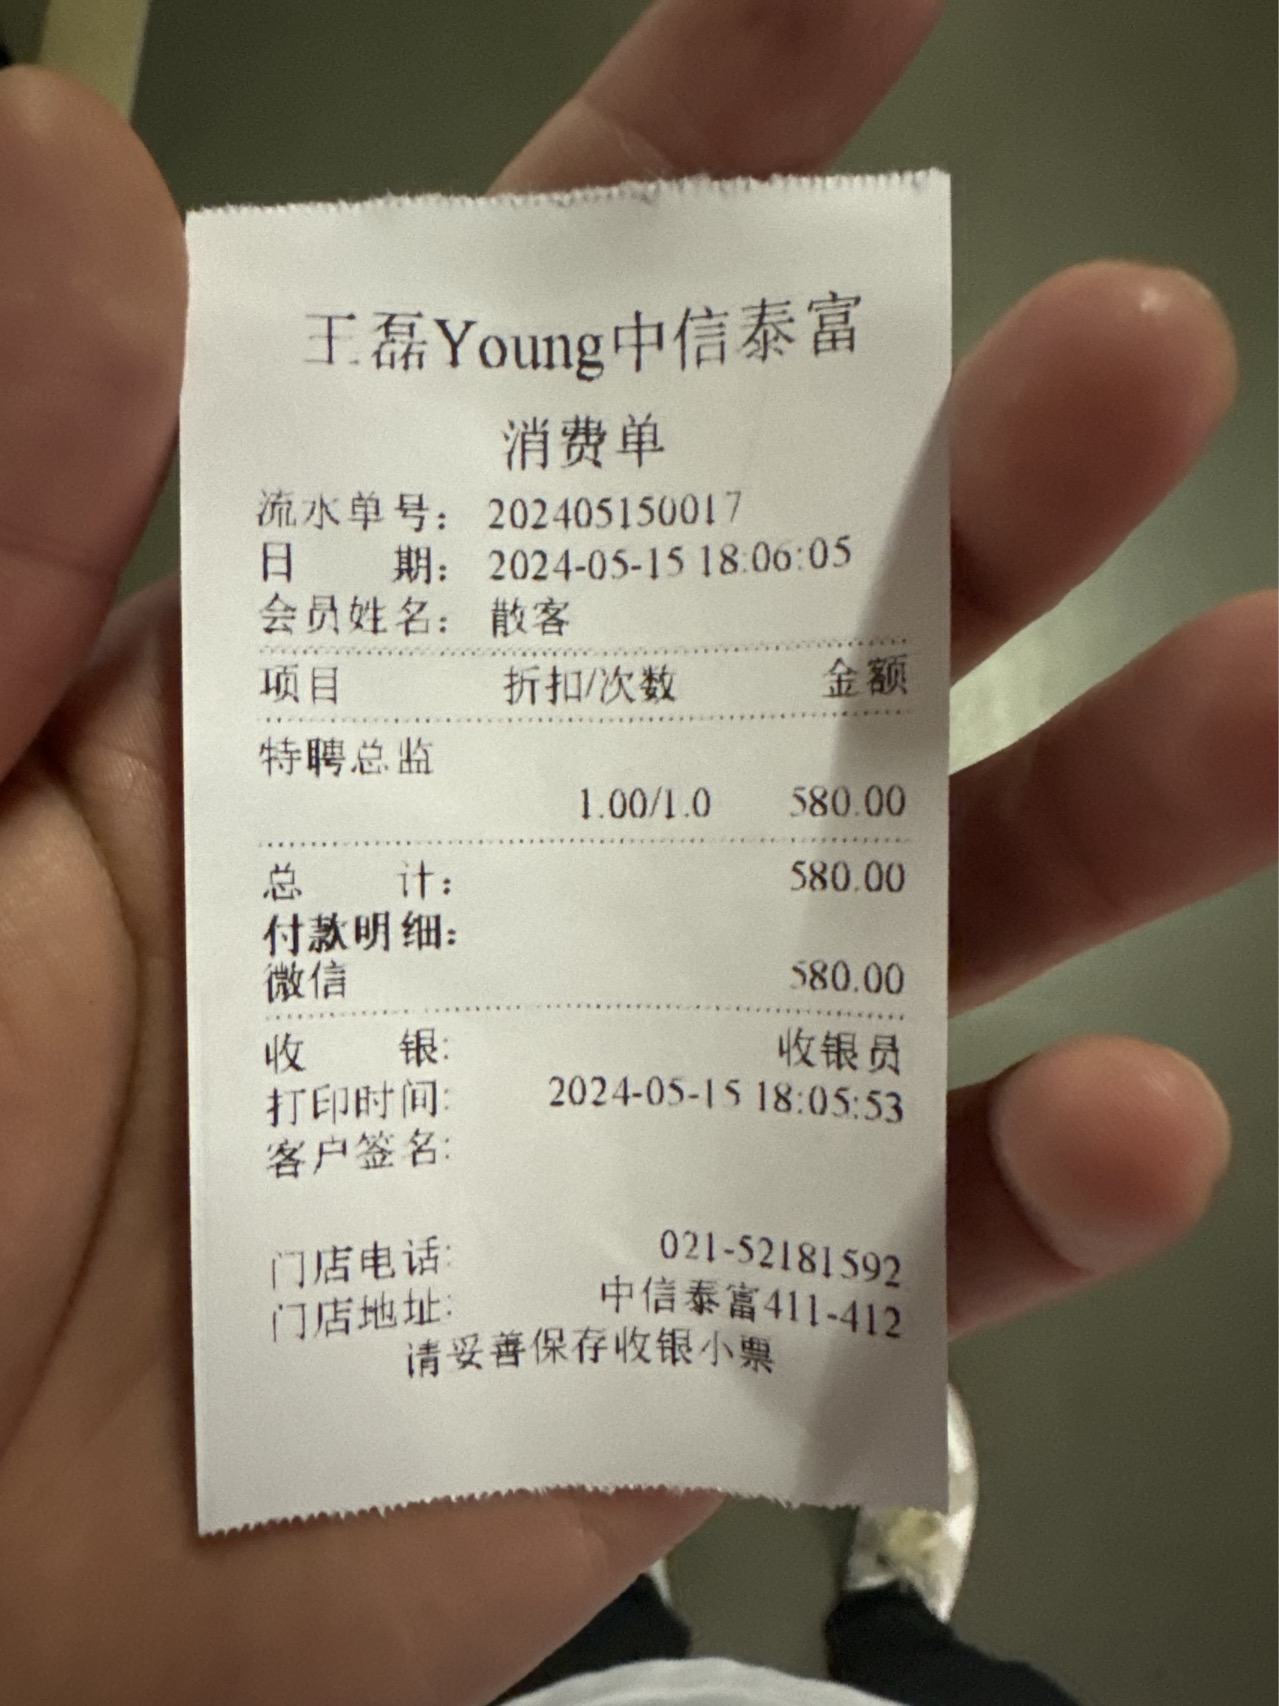 王磊Young中信泰富
消费单
流水单号： 202405150017
日 期： 2024-05-15 18:06:05
会员姓名： 散客
项目 折扣/次数 金额
特聘总监
1.00/1.0 580.00
总 计： 580.00
付款明细：
微信 580.00
收 银: 收银员
打印时间: 2024-05-15 18:05:53
客户签名:
门店电话: 021-52181592
门店地址: 中信泰富411-412
请妥善保存收银小票